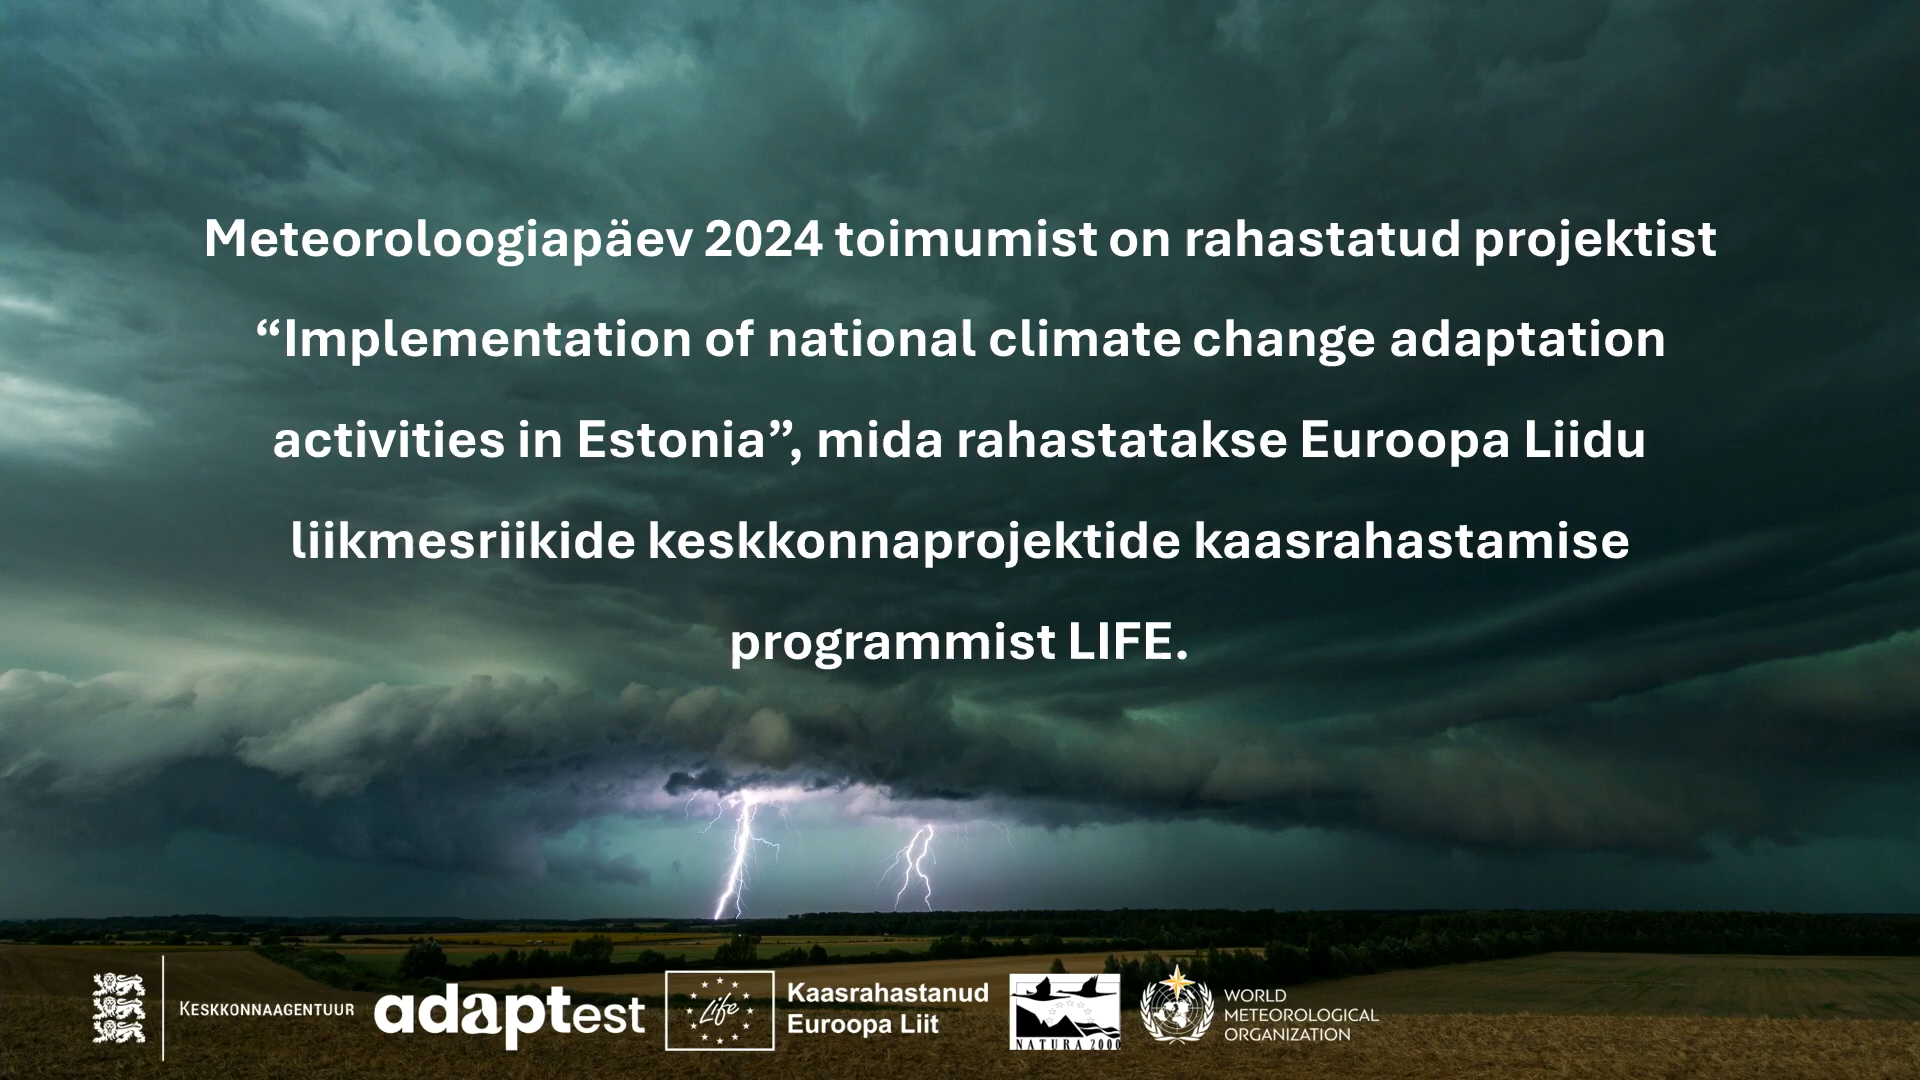 Meteoroloogiapäev 2024 toimumist on rahastatud projektist
“Implementation of national climate change adaptation
activities in Estonia”, mida rahastatakse Euroopa Liidu
liikmesriikide keskkonnaprojektide kaasrahastamise
programmist LIFE.
KESKKONNAAGENTUUR
adaptest
Life
Kaasrahastanud
Euroopa Liit
NATURA 2000
WORLD
METEOROLOGICAL
ORGANIZATION